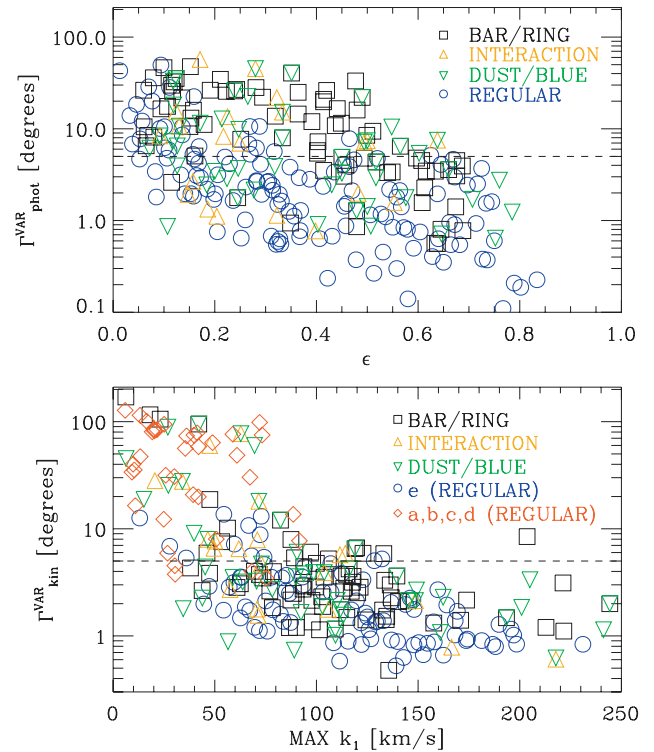 100.0
10.0
1.0
0.1
Γ^VAR_phot [degrees]
□ BAR/RING
△ INTERACTION
▽ DUST/BLUE
○ REGULAR
0.0 0.2 0.4 0.6 0.8 1.0
ϵ
100
10
1
Γ^VAR_kin [degrees]
□ BAR/RING
△ INTERACTION
▽ DUST/BLUE
○ e (REGULAR)
◇ a,b,c,d (REGULAR)
0 50 100 150 200 250
MAX k₁ [km/s]